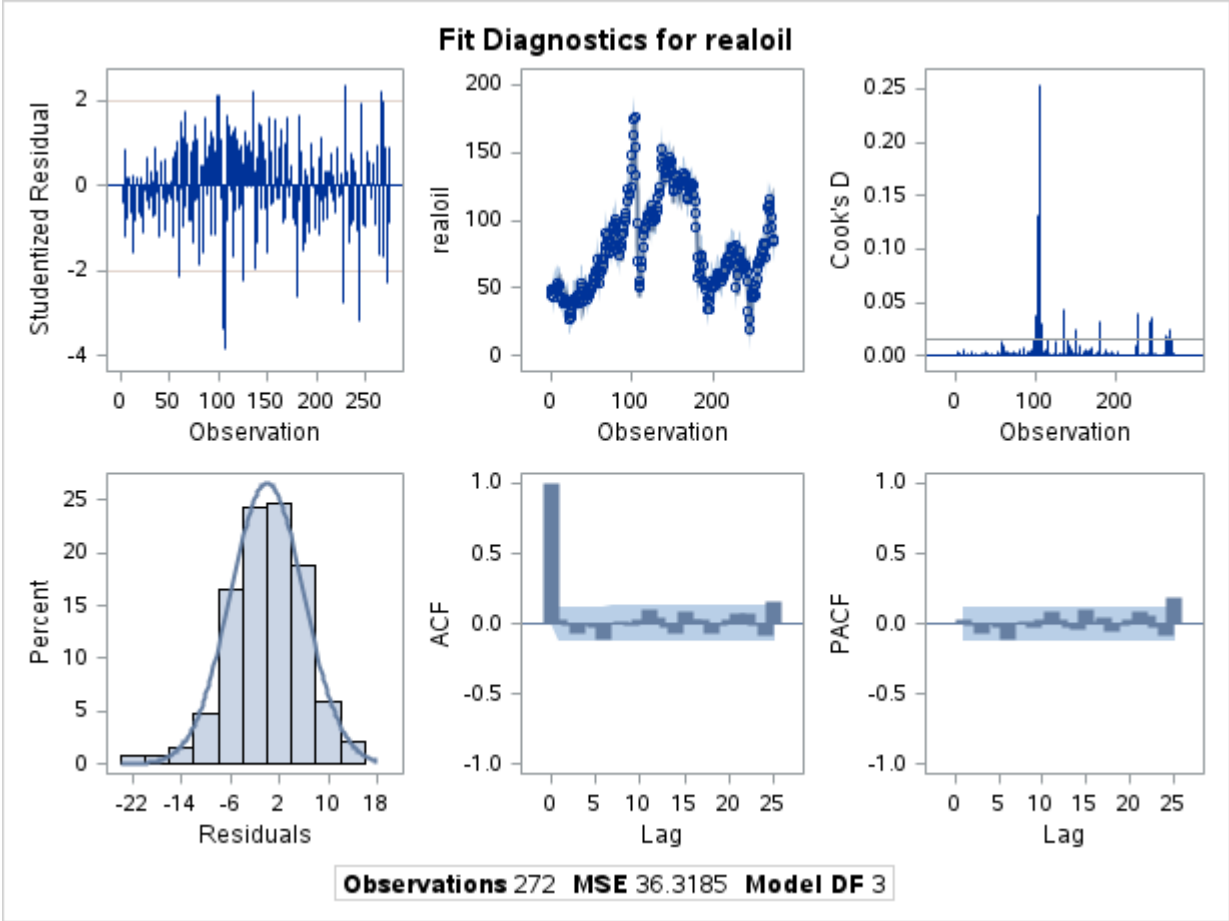 Fit Diagnostics for realoil
Studentized Residual
2
0
-2
-4
0 50 100 150 200 250
Observation
realoil
200
150
100
50
0
0 100 200
Observation
Cook's D
0.25
0.20
0.15
0.10
0.05
0.00
0 100 200
Observation
Percent
25
20
15
10
5
0
-22 -14 -6 2 10 18
Residuals
ACF
1.0
0.5
0.0
-0.5
-1.0
0 5 10 15 20 25
Lag
PACF
1.0
0.5
0.0
-0.5
-1.0
0 5 10 15 20 25
Lag
Observations 272 MSE 36.3185 Model DF 3